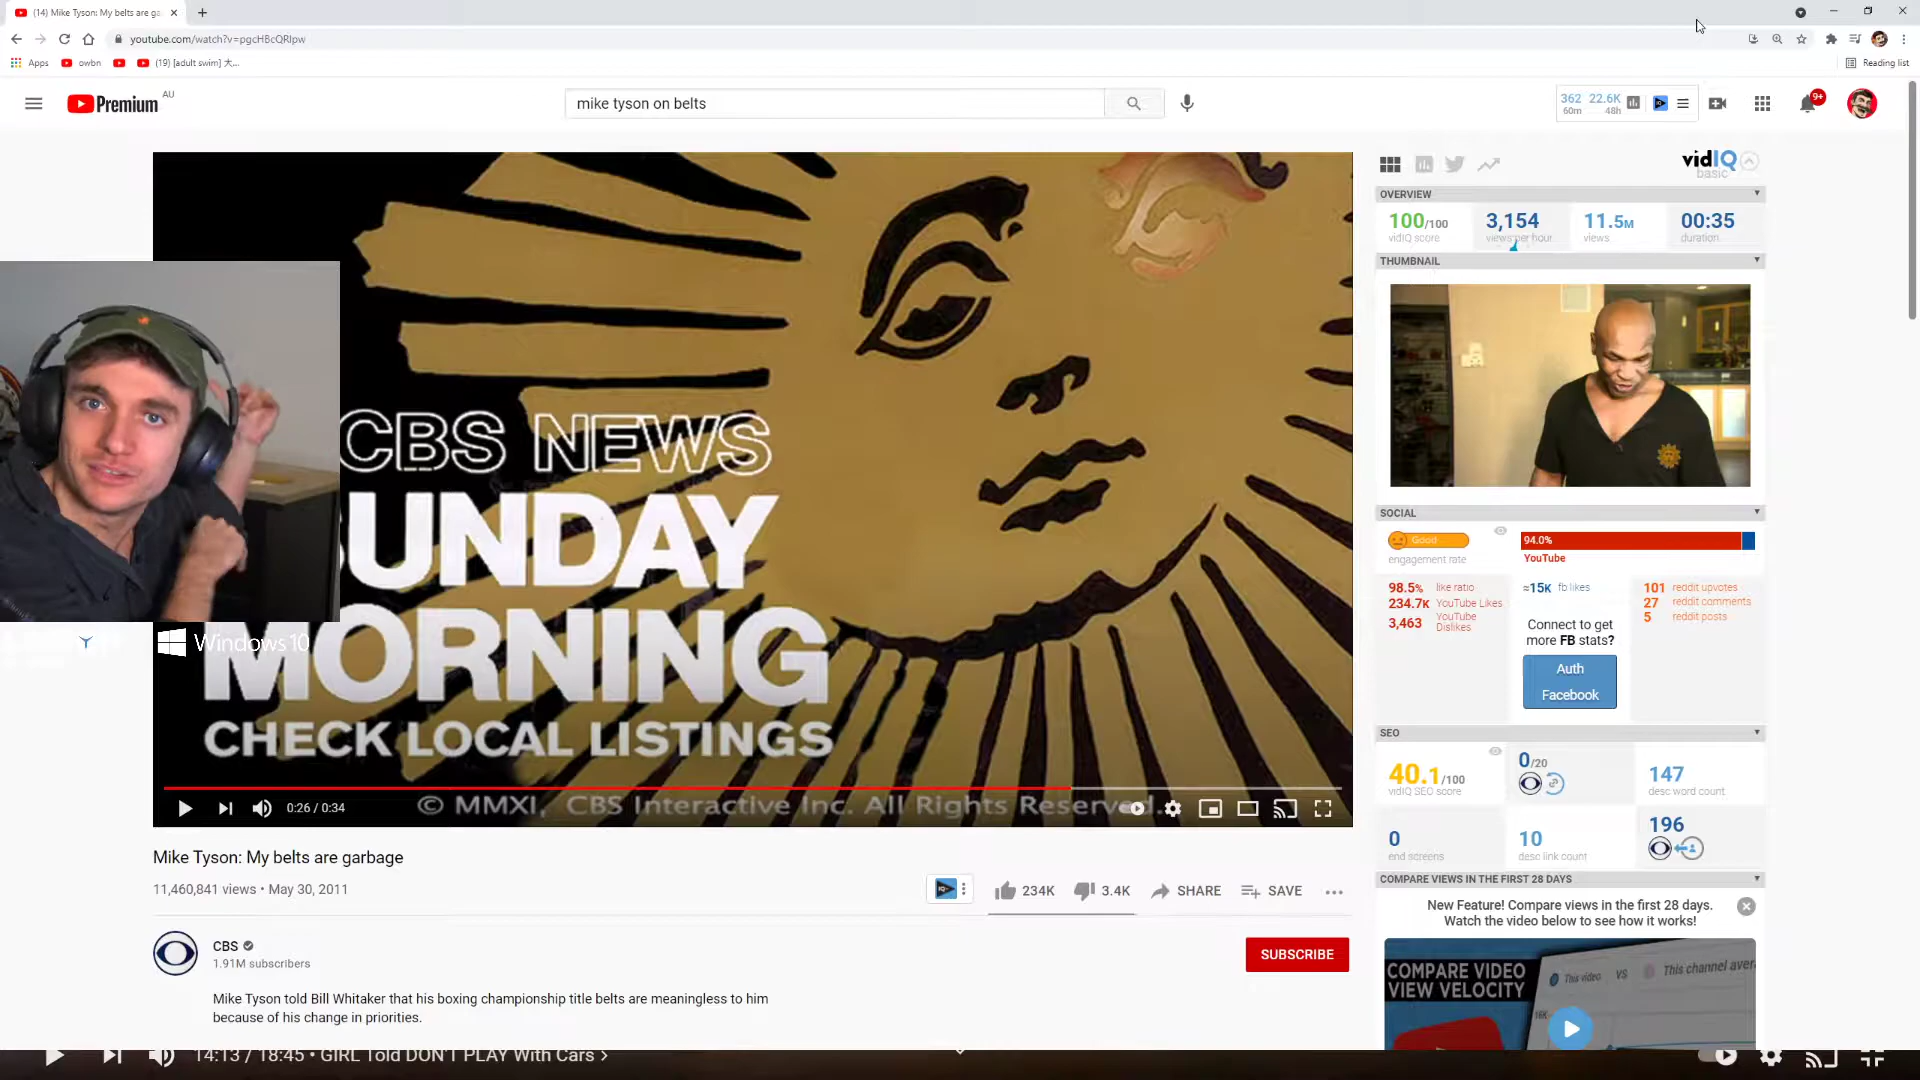 (14) Mike Tyson: My belts are ga
youtube.com/watch?v=pgcHBcQRIpw
Apps
owbn
(19) [adult swim] 大...
Reading list
Premium
AU
mike tyson on belts
362 22.6K
60m 48h
9+
CBS NEWS
SUNDAY
MORNING
CHECK LOCAL LISTINGS
© MMXI, CBS Interactive Inc. All Rights Reserved.
Windows 10
0:26 / 0:34
Mike Tyson: My belts are garbage
11,460,841 views • May 30, 2011
234K
3.4K
SHARE
SAVE
CBS
1.91M subscribers
SUBSCRIBE
Mike Tyson told Bill Whitaker that his boxing championship title belts are meaningless to him
because of his change in priorities.
vidIQ
basic
OVERVIEW
100/100
vidIQ score
3,154
views per hour
11.5M
views
00:35
duration
THUMBNAIL
SOCIAL
Good
engagement rate
94.0%
YouTube
98.5% like ratio
234.7K YouTube Likes
3,463 YouTube
Dislikes
≈15K fb likes
Connect to get
more FB stats?
Auth
Facebook
101 reddit upvotes
27 reddit comments
5 reddit posts
SEO
40.1/100
vidIQ SEO score
0/20
147
desc word count
0
end screens
10
desc link count
196
COMPARE VIEWS IN THE FIRST 28 DAYS
New Feature! Compare views in the first 28 days.
Watch the video below to see how it works!
COMPARE VIDEO
VIEW VELOCITY
This video VS This channel aver
14:13 / 18:45 • GIRL Told DON'T PLAY With Cars >